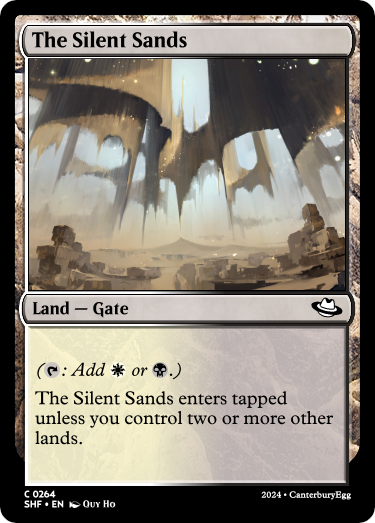 The Silent Sands
Land — Gate
(T: Add or .)
The Silent Sands enters tapped
unless you control two or more other
lands.
C 0264
SHF • EN Ouy Ho
2024 • CanterburyEgg